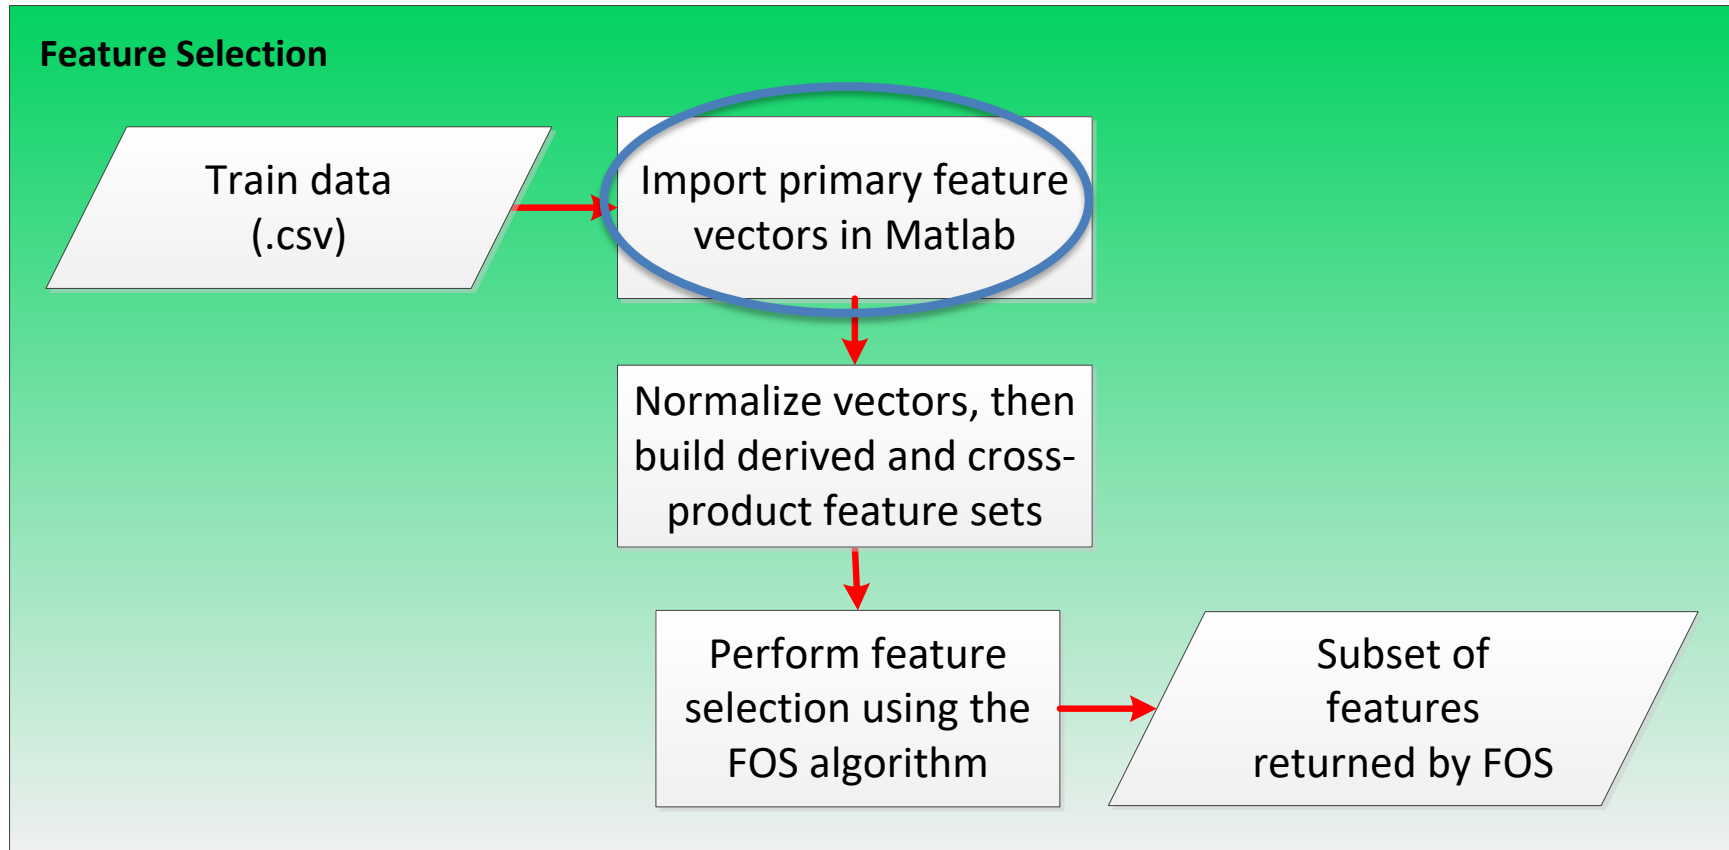 Feature Selection
Train data
(.csv)
Import primary feature
vectors in Matlab
Normalize vectors, then
build derived and cross-
product feature sets
Perform feature
selection using the
FOS algorithm
Subset of
features
returned by FOS